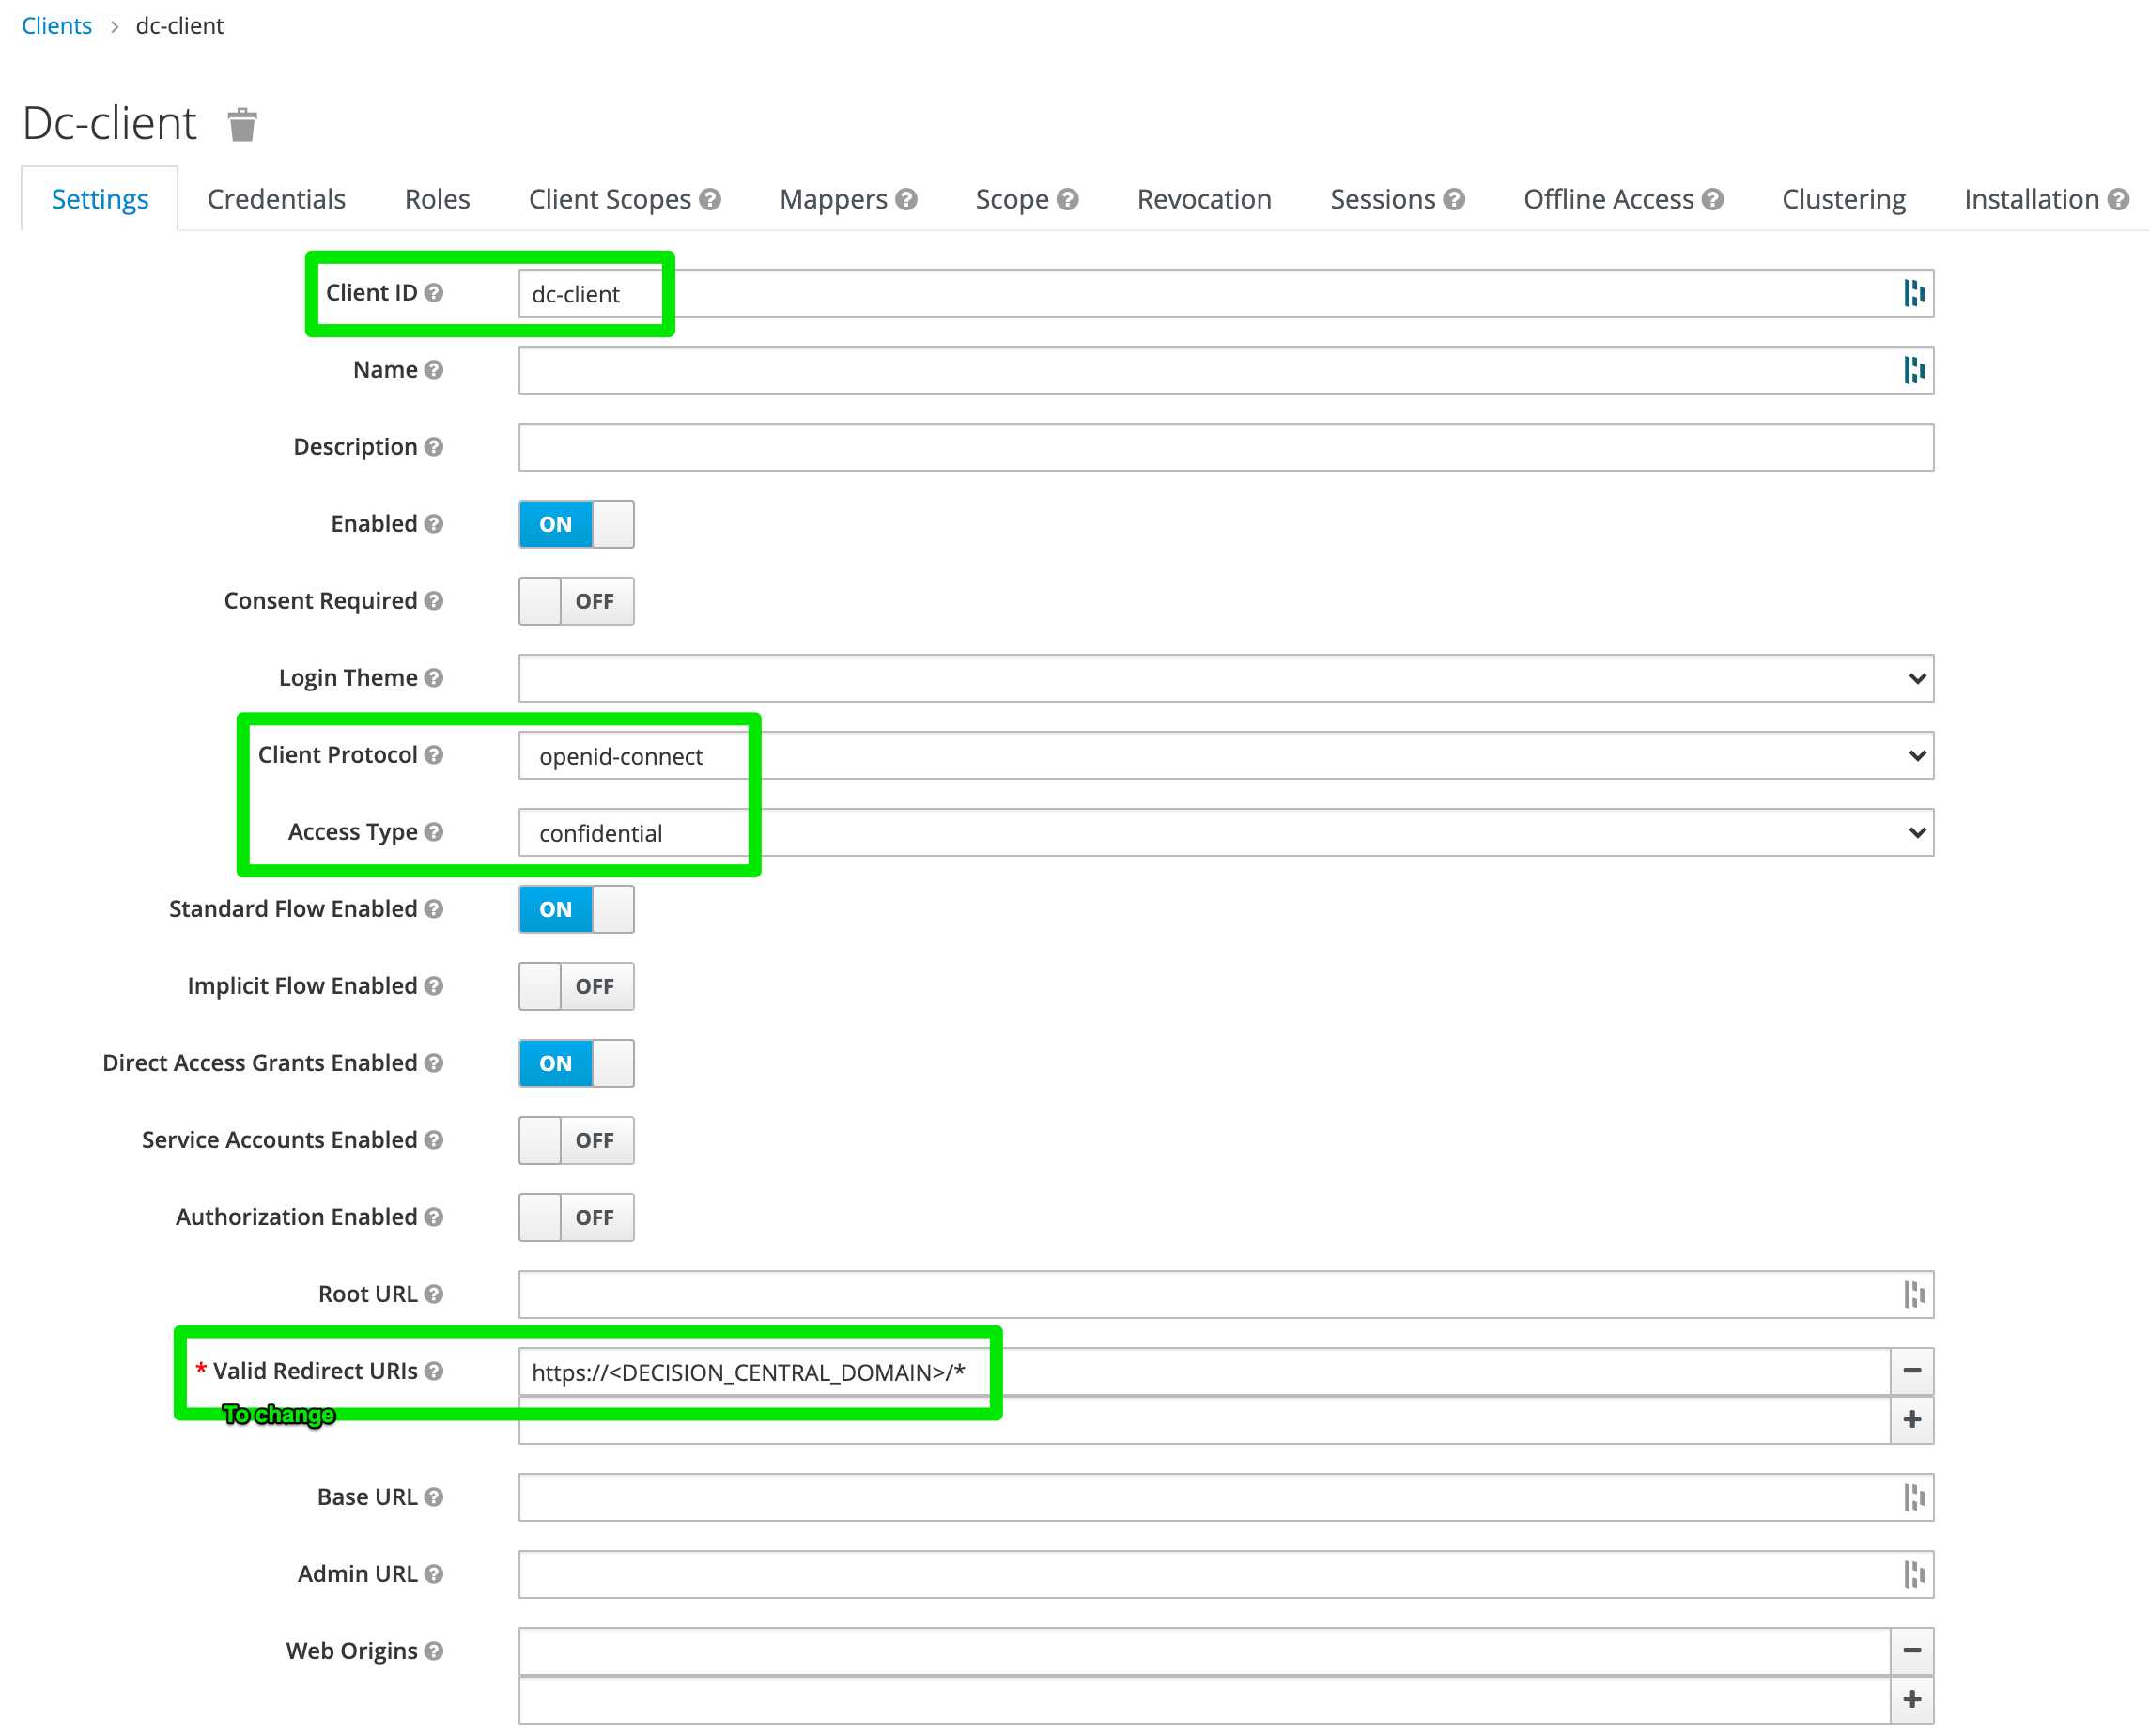 Clients > dc-client
Dc-client
Settings Credentials Roles Client Scopes Mappers Scope Revocation Sessions Offline Access Clustering Installation
Client ID dc-client
Name
Description
Enabled ON
Consent Required OFF
Login Theme
Client Protocol openid-connect
Access Type confidential
Standard Flow Enabled ON
Implicit Flow Enabled OFF
Direct Access Grants Enabled ON
Service Accounts Enabled OFF
Authorization Enabled OFF
Root URL
* Valid Redirect URIs https://<DECISION_CENTRAL_DOMAIN>/*
To change
Base URL
Admin URL
Web Origins